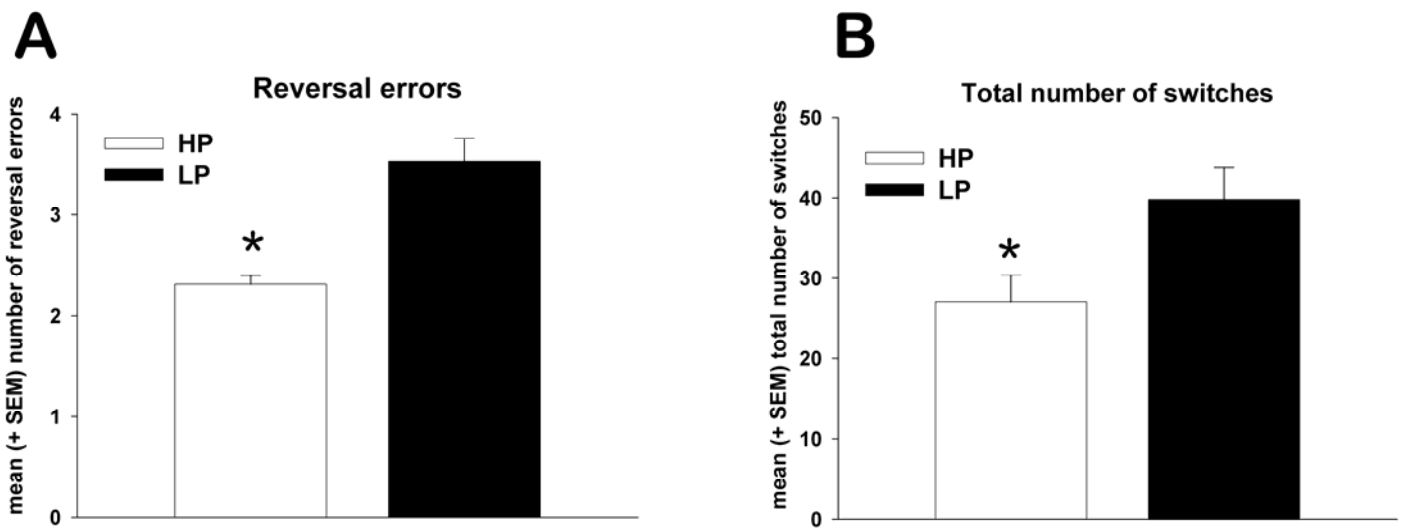 A
Reversal errors
mean (+ SEM) number of reversal errors
4
3
2
1
0
HP
LP
*
B
Total number of switches
mean (+ SEM) total number of switches
50
40
30
20
10
0
HP
LP
*